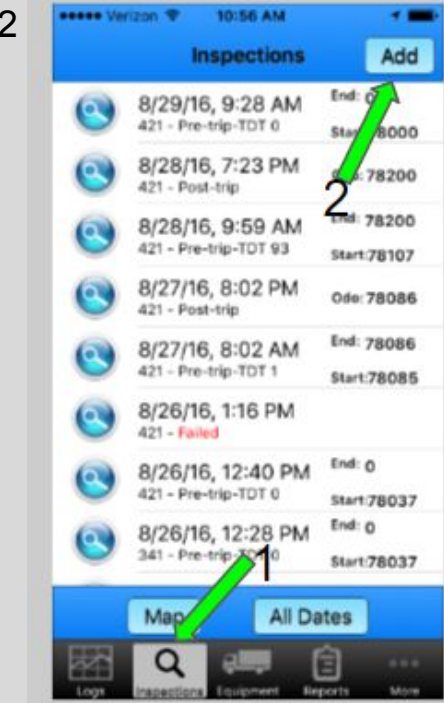 2
Verizon 10:56 AM
Inspections Add
8/29/16, 9:28 AM End: 0
421 - Pre-trip-TDT 0 Start:78000
8/28/16, 7:23 PM 78200
421 - Post-trip
2
8/28/16, 9:59 AM End: 78200
421 - Pre-trip-TDT 93 Start:78107
8/27/16, 8:02 PM Odo: 78086
421 - Post-trip
8/27/16, 8:02 AM End: 78086
421 - Pre-trip-TDT 1 Start:78085
8/26/16, 1:16 PM
421 - Failed
8/26/16, 12:40 PM End: 0
421 - Pre-trip-TDT 0 Start:78037
8/26/16, 12:28 PM End: 0
341 - Pre-trip-TDT 0 Start:78037
1
Map All Dates
Logs Inspections Equipment Reports More